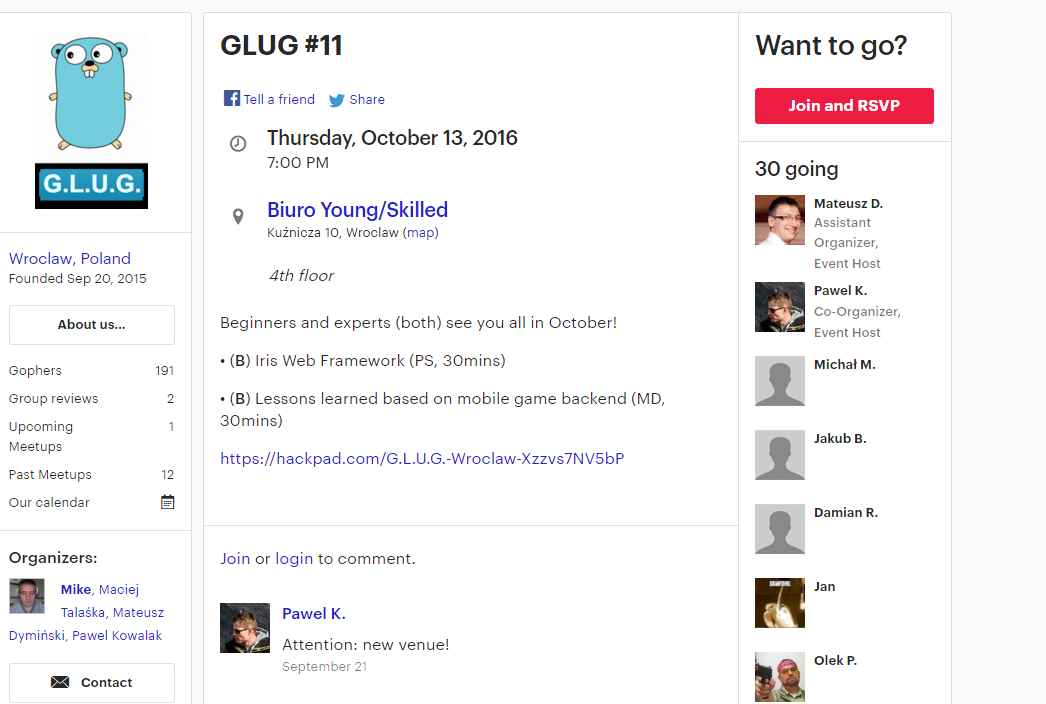 G.L.U.G.
Wroclaw, Poland
Founded Sep 20, 2015
About us...
Gophers 191
Group reviews 2
Upcoming 1
Meetups
Past Meetups 12
Our calendar
Organizers:
Mike, Maciej
Talaśka, Mateusz
Dymiński, Pawel Kowalak
Contact
GLUG #11
Tell a friend Share
Thursday, October 13, 2016
7:00 PM
Biuro Young/Skilled
Kuźnicza 10, Wroclaw (map)
4th floor
Beginners and experts (both) see you all in October!
• (B) Iris Web Framework (PS, 30mins)
• (B) Lessons learned based on mobile game backend (MD,
30mins)
https://hackpad.com/G.L.U.G.-Wroclaw-Xzzvs7NV5bP
Join or login to comment.
Pawel K.
Attention: new venue!
September 21
Want to go?
Join and RSVP
30 going
Mateusz D.
Assistant
Organizer,
Event Host
Pawel K.
Co-Organizer,
Event Host
Michał M.
Jakub B.
Damian R.
Jan
Olek P.